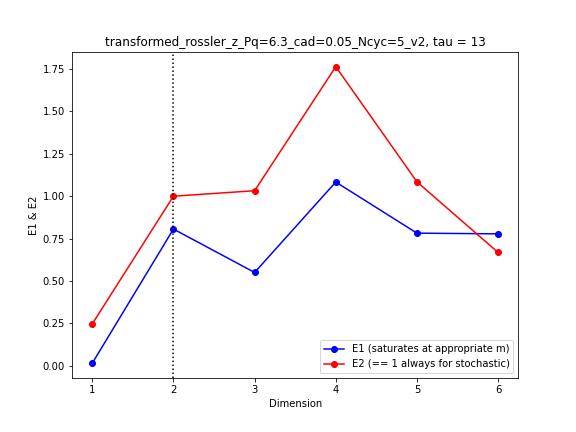 transformed_rossler_z_Pq=6.3_cad=0.05_Ncyc=5_v2, tau = 13
1.75
1.50
1.25
1.00
0.75
0.50
0.25
0.00
E1 & E2
E1 (saturates at appropriate m)
E2 (== 1 always for stochastic)
1 2 3 4 5 6
Dimension